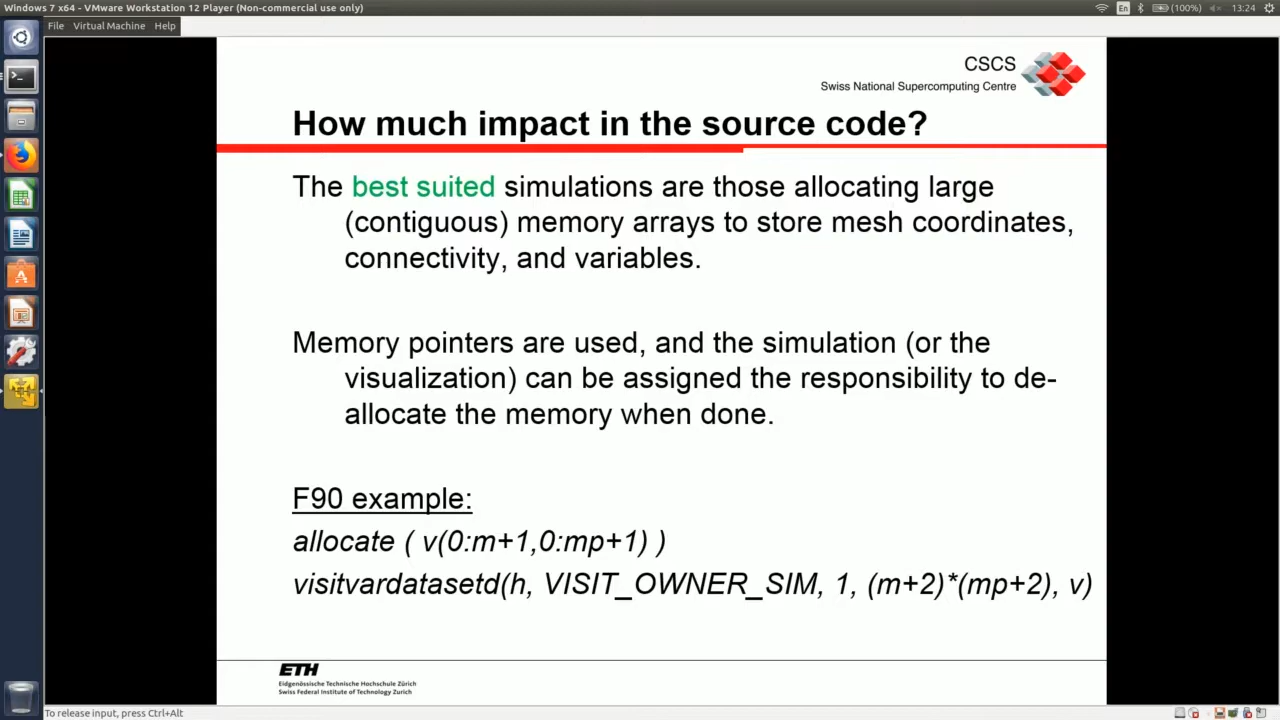 Windows 7 x64 - VMware Workstation 12 Player (Non-commercial use only)
En
(100%)
13:24
File Virtual Machine Help
CSCS
Swiss National Supercomputing Centre
How much impact in the source code?
The best suited simulations are those allocating large
(contiguous) memory arrays to store mesh coordinates,
connectivity, and variables.
Memory pointers are used, and the simulation (or the
visualization) can be assigned the responsibility to de-
allocate the memory when done.
F90 example:
allocate ( v(0:m+1,0:mp+1) )
visitvardatasetd(h, VISIT_OWNER_SIM, 1, (m+2)*(mp+2), v)
ETH
Eidgenössische Technische Hochschule Zürich
Swiss Federal Institute of Technology Zurich
To release input, press Ctrl+Alt